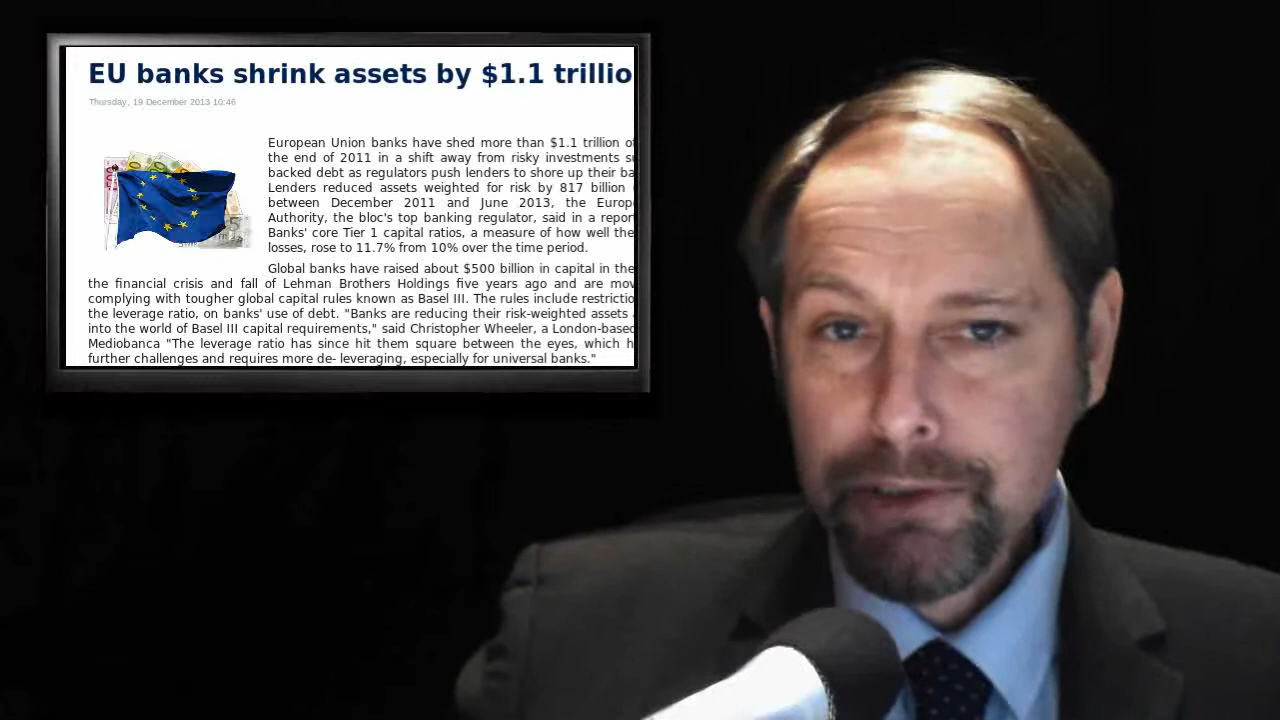 EU banks shrink assets by $1.1 trillio
Thursday, 19 December 2013 10:46
European Union banks have shed more than $1.1 trillion of
the end of 2011 in a shift away from risky investments su
backed debt as regulators push lenders to shore up their ba
Lenders reduced assets weighted for risk by 817 billion
between December 2011 and June 2013, the Europe
Authority, the bloc's top banking regulator, said in a repor
Banks' core Tier 1 capital ratios, a measure of how well the
losses, rose to 11.7% from 10% over the time period.
Global banks have raised about $500 billion in capital in the
the financial crisis and fall of Lehman Brothers Holdings five years ago and are mov
complying with tougher global capital rules known as Basel III. The rules include restrictio
the leverage ratio, on banks' use of debt. "Banks are reducing their risk-weighted assets
into the world of Basel III capital requirements," said Christopher Wheeler, a London-based
Mediobanca "The leverage ratio has since hit them square between the eyes, which h
further challenges and requires more de- leveraging, especially for universal banks."